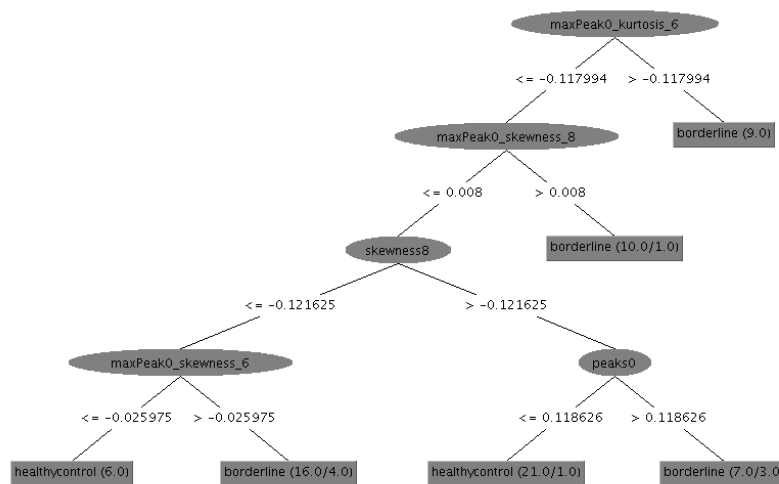 maxPeak0_kurtosis_6
<= -0.117994 > -0.117994
maxPeak0_skewness_8 borderline (9.0)
<= 0.008 > 0.008
skewness8 borderline (10.0/1.0)
<= -0.121625 > -0.121625
maxPeak0_skewness_6 peaks0
<= -0.025975 > -0.025975 <= 0.118626 > 0.118626
healthycontrol (6.0) borderline (16.0/4.0) healthycontrol (21.0/1.0) borderline (7.0/3.0